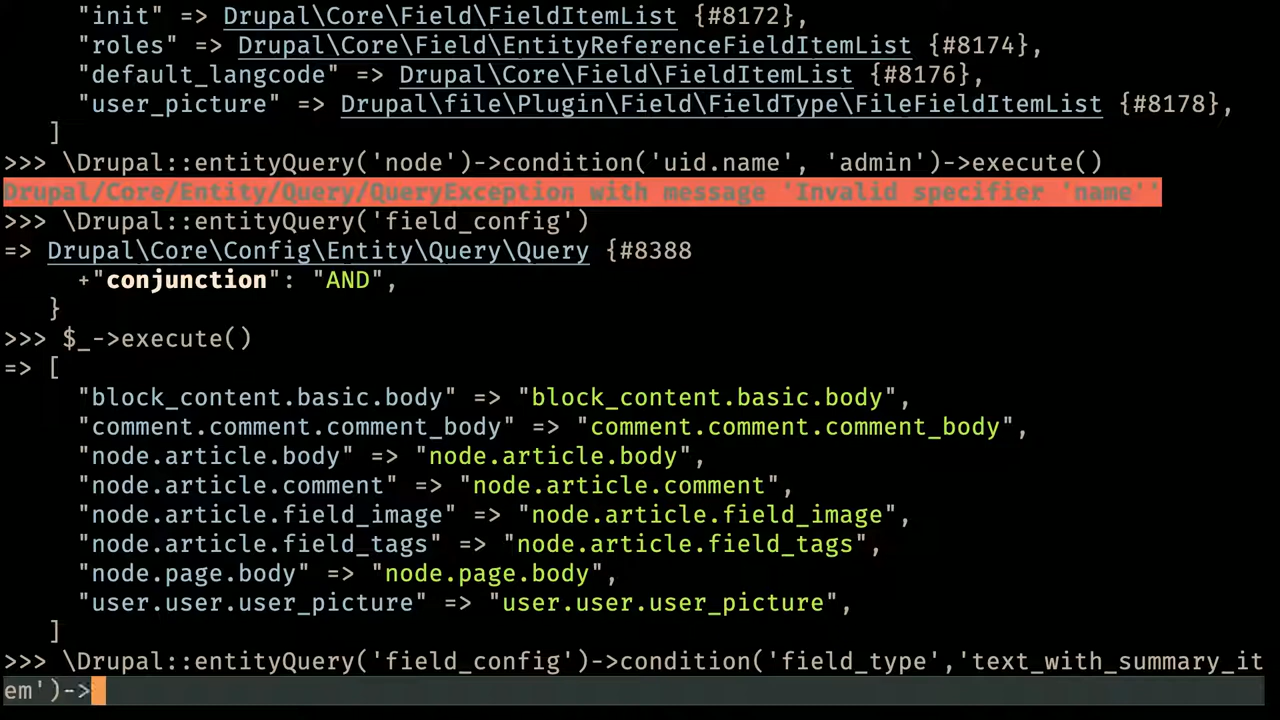 "init" => Drupal\Core\Field\FieldItemList {#8172},
"roles" => Drupal\Core\Field\EntityReferenceFieldItemList {#8174},
"default_langcode" => Drupal\Core\Field\FieldItemList {#8176},
"user_picture" => Drupal\file\Plugin\Field\FieldType\FileFieldItemList {#8178},
]
>>> \Drupal::entityQuery('node')->condition('uid.name', 'admin')->execute()
Drupal/Core/Entity/Query/QueryException with message 'Invalid specifier 'name''
>>> \Drupal::entityQuery('field_config')
=> Drupal\Core\Config\Entity\Query\Query {#8388
+"conjunction": "AND",
}
>>> $_->execute()
=> [
"block_content.basic.body" => "block_content.basic.body",
"comment.comment.comment_body" => "comment.comment.comment_body",
"node.article.body" => "node.article.body",
"node.article.comment" => "node.article.comment",
"node.article.field_image" => "node.article.field_image",
"node.article.field_tags" => "node.article.field_tags",
"node.page.body" => "node.page.body",
"user.user.user_picture" => "user.user.user_picture",
]
>>> \Drupal::entityQuery('field_config')->condition('field_type','text_with_summary_it
em')->